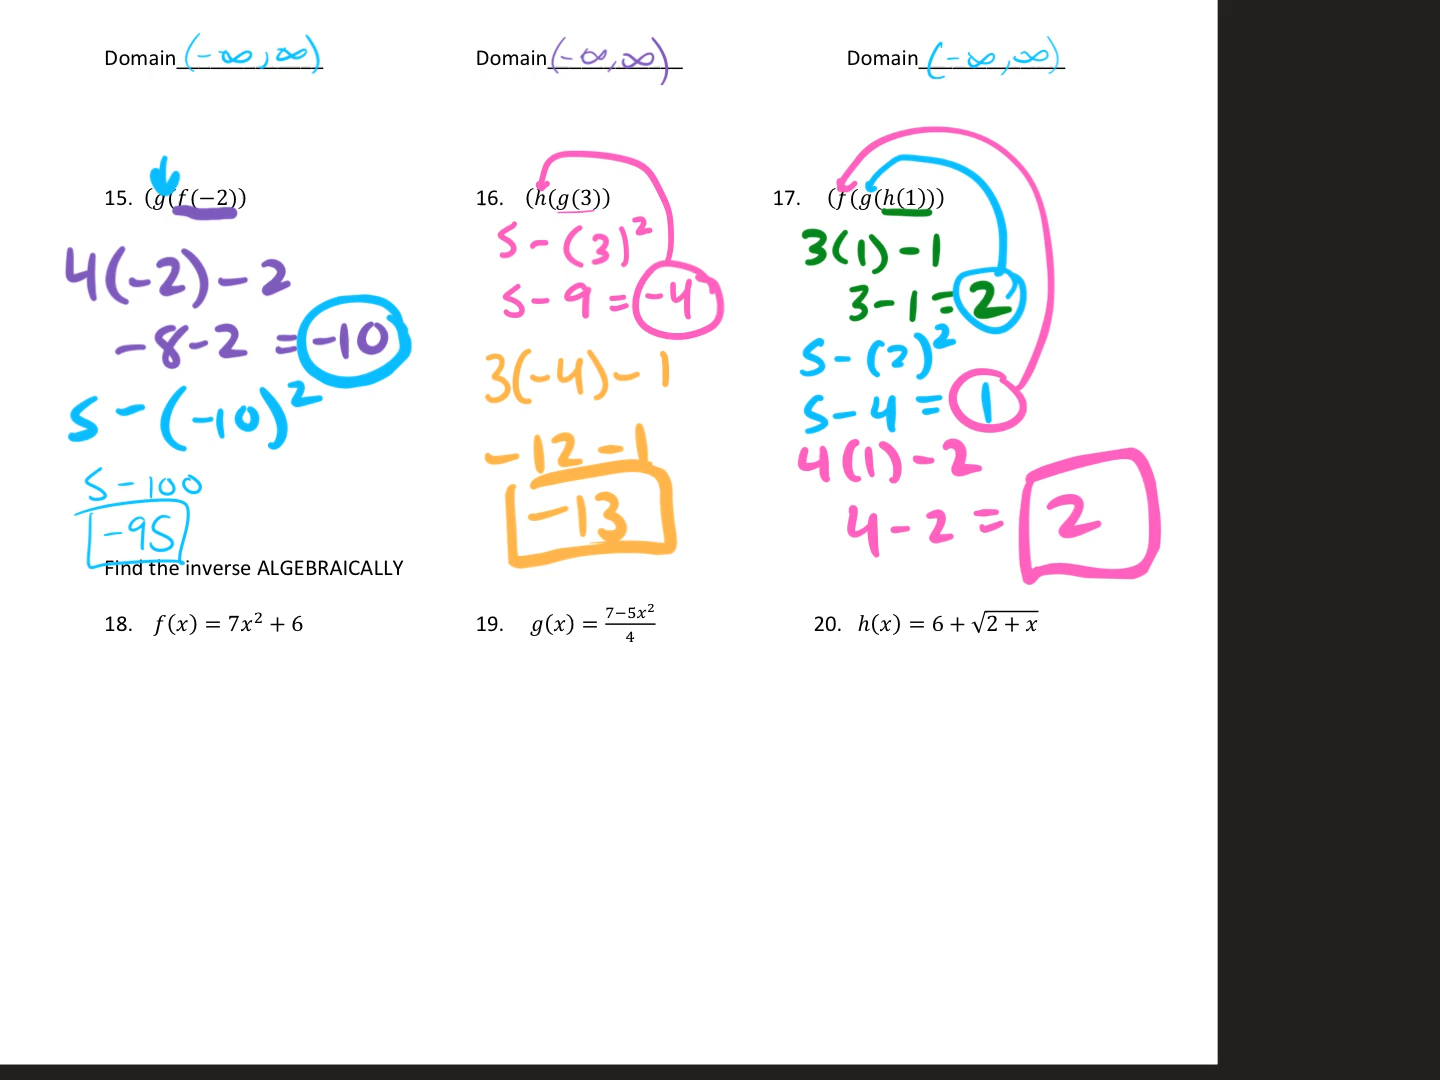 Domain (-∞,∞)
Domain (-∞,∞)
Domain (-∞,∞)
15. (g(f(−2))
4(-2)-2
-8-2 = -10
5-(-10)²
5-100
-95
16. (h(g(3))
5-(3)²
5-9 = -4
3(-4)-1
-12-1
-13
17. (f(g(h(1)))
3(1)-1
3-1=2
5-(2)²
5-4 = 1
4(1)-2
4-2 = 2
Find the inverse ALGEBRAICALLY
18. f(x) = 7x² + 6
19. g(x) = (7−5x²)/4
20. h(x) = 6 + √(2 + x)